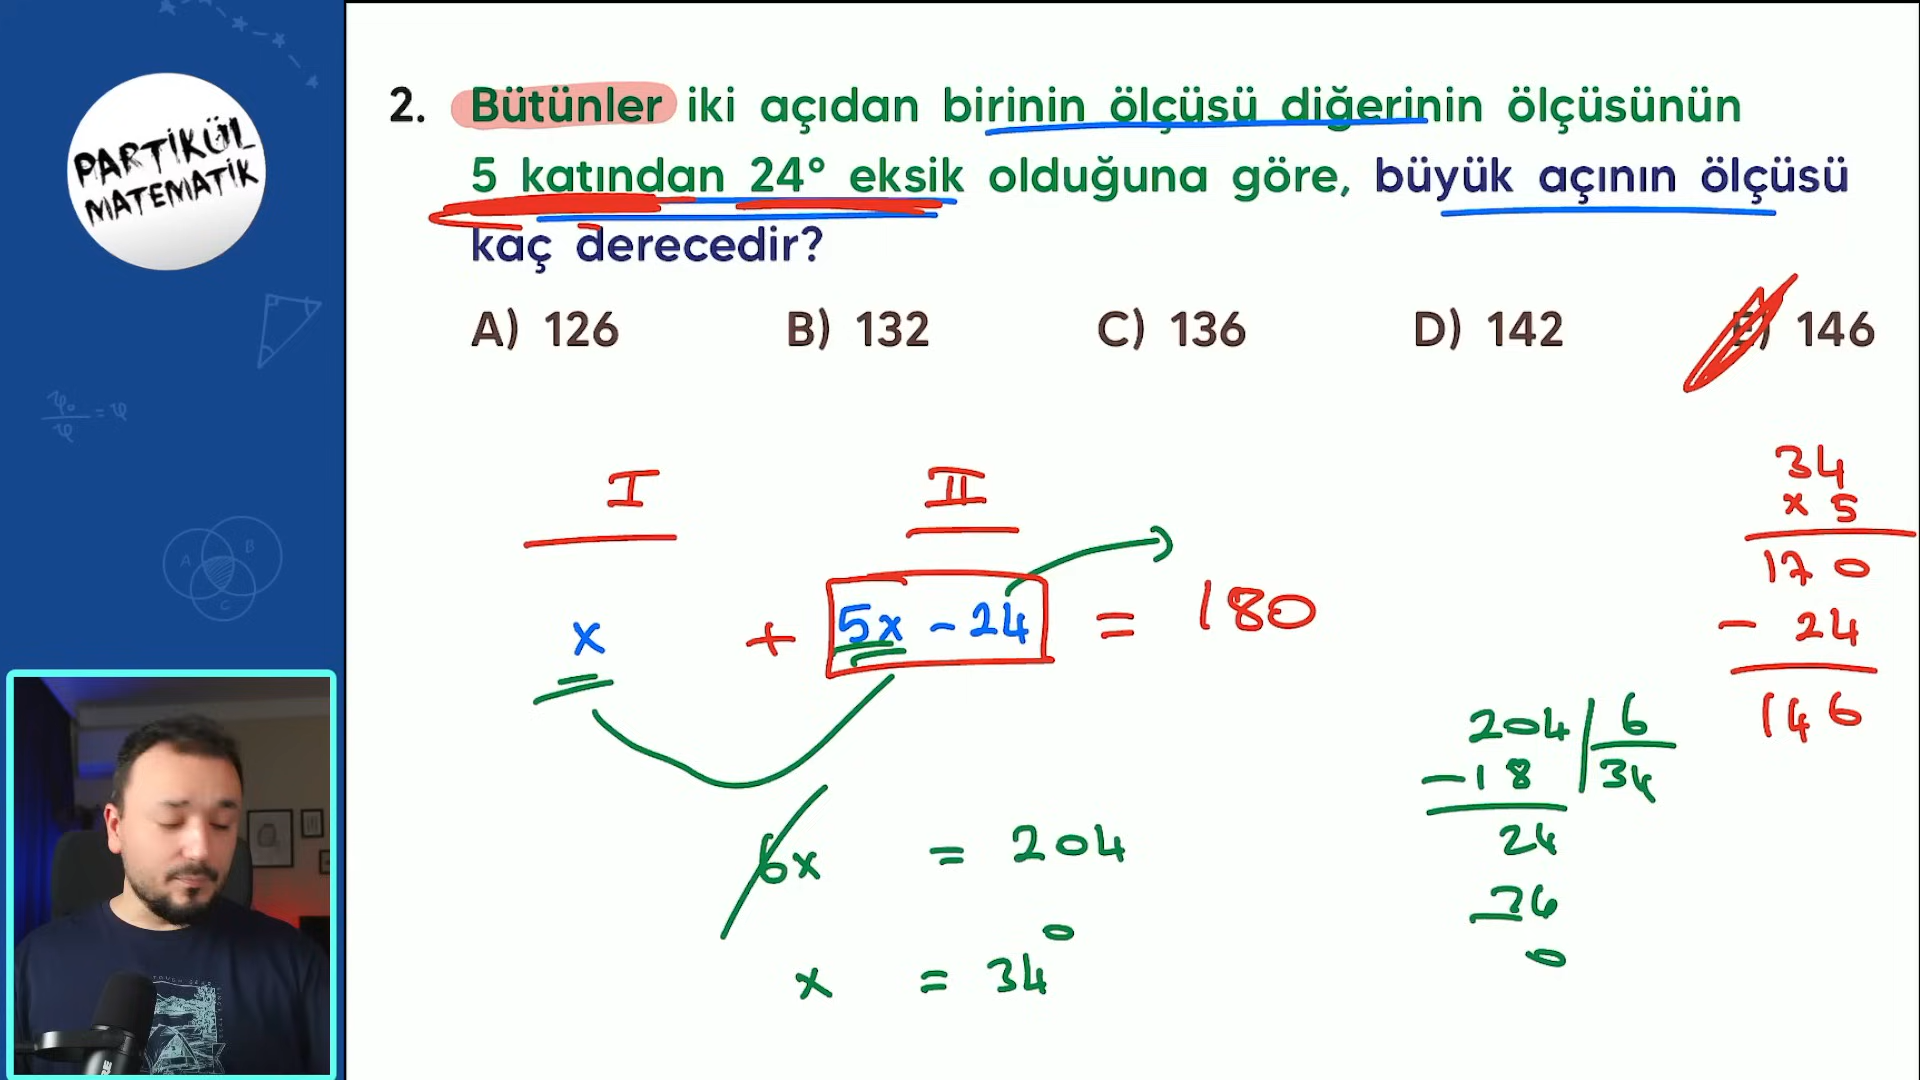 PARTİKÜL
MATEMATİK
2. Bütünler iki açıdan birinin ölçüsü diğerinin ölçüsünün
5 katından 24° eksik olduğuna göre, büyük açının ölçüsü
kaç derecedir?
A) 126 B) 132 C) 136 D) 142 E) 146
I II
x + 5x - 24 = 180
6x = 204
x = 34°
204 | 6
-18 | 34
24
0
34
x 5
170
- 24
146
A B
C